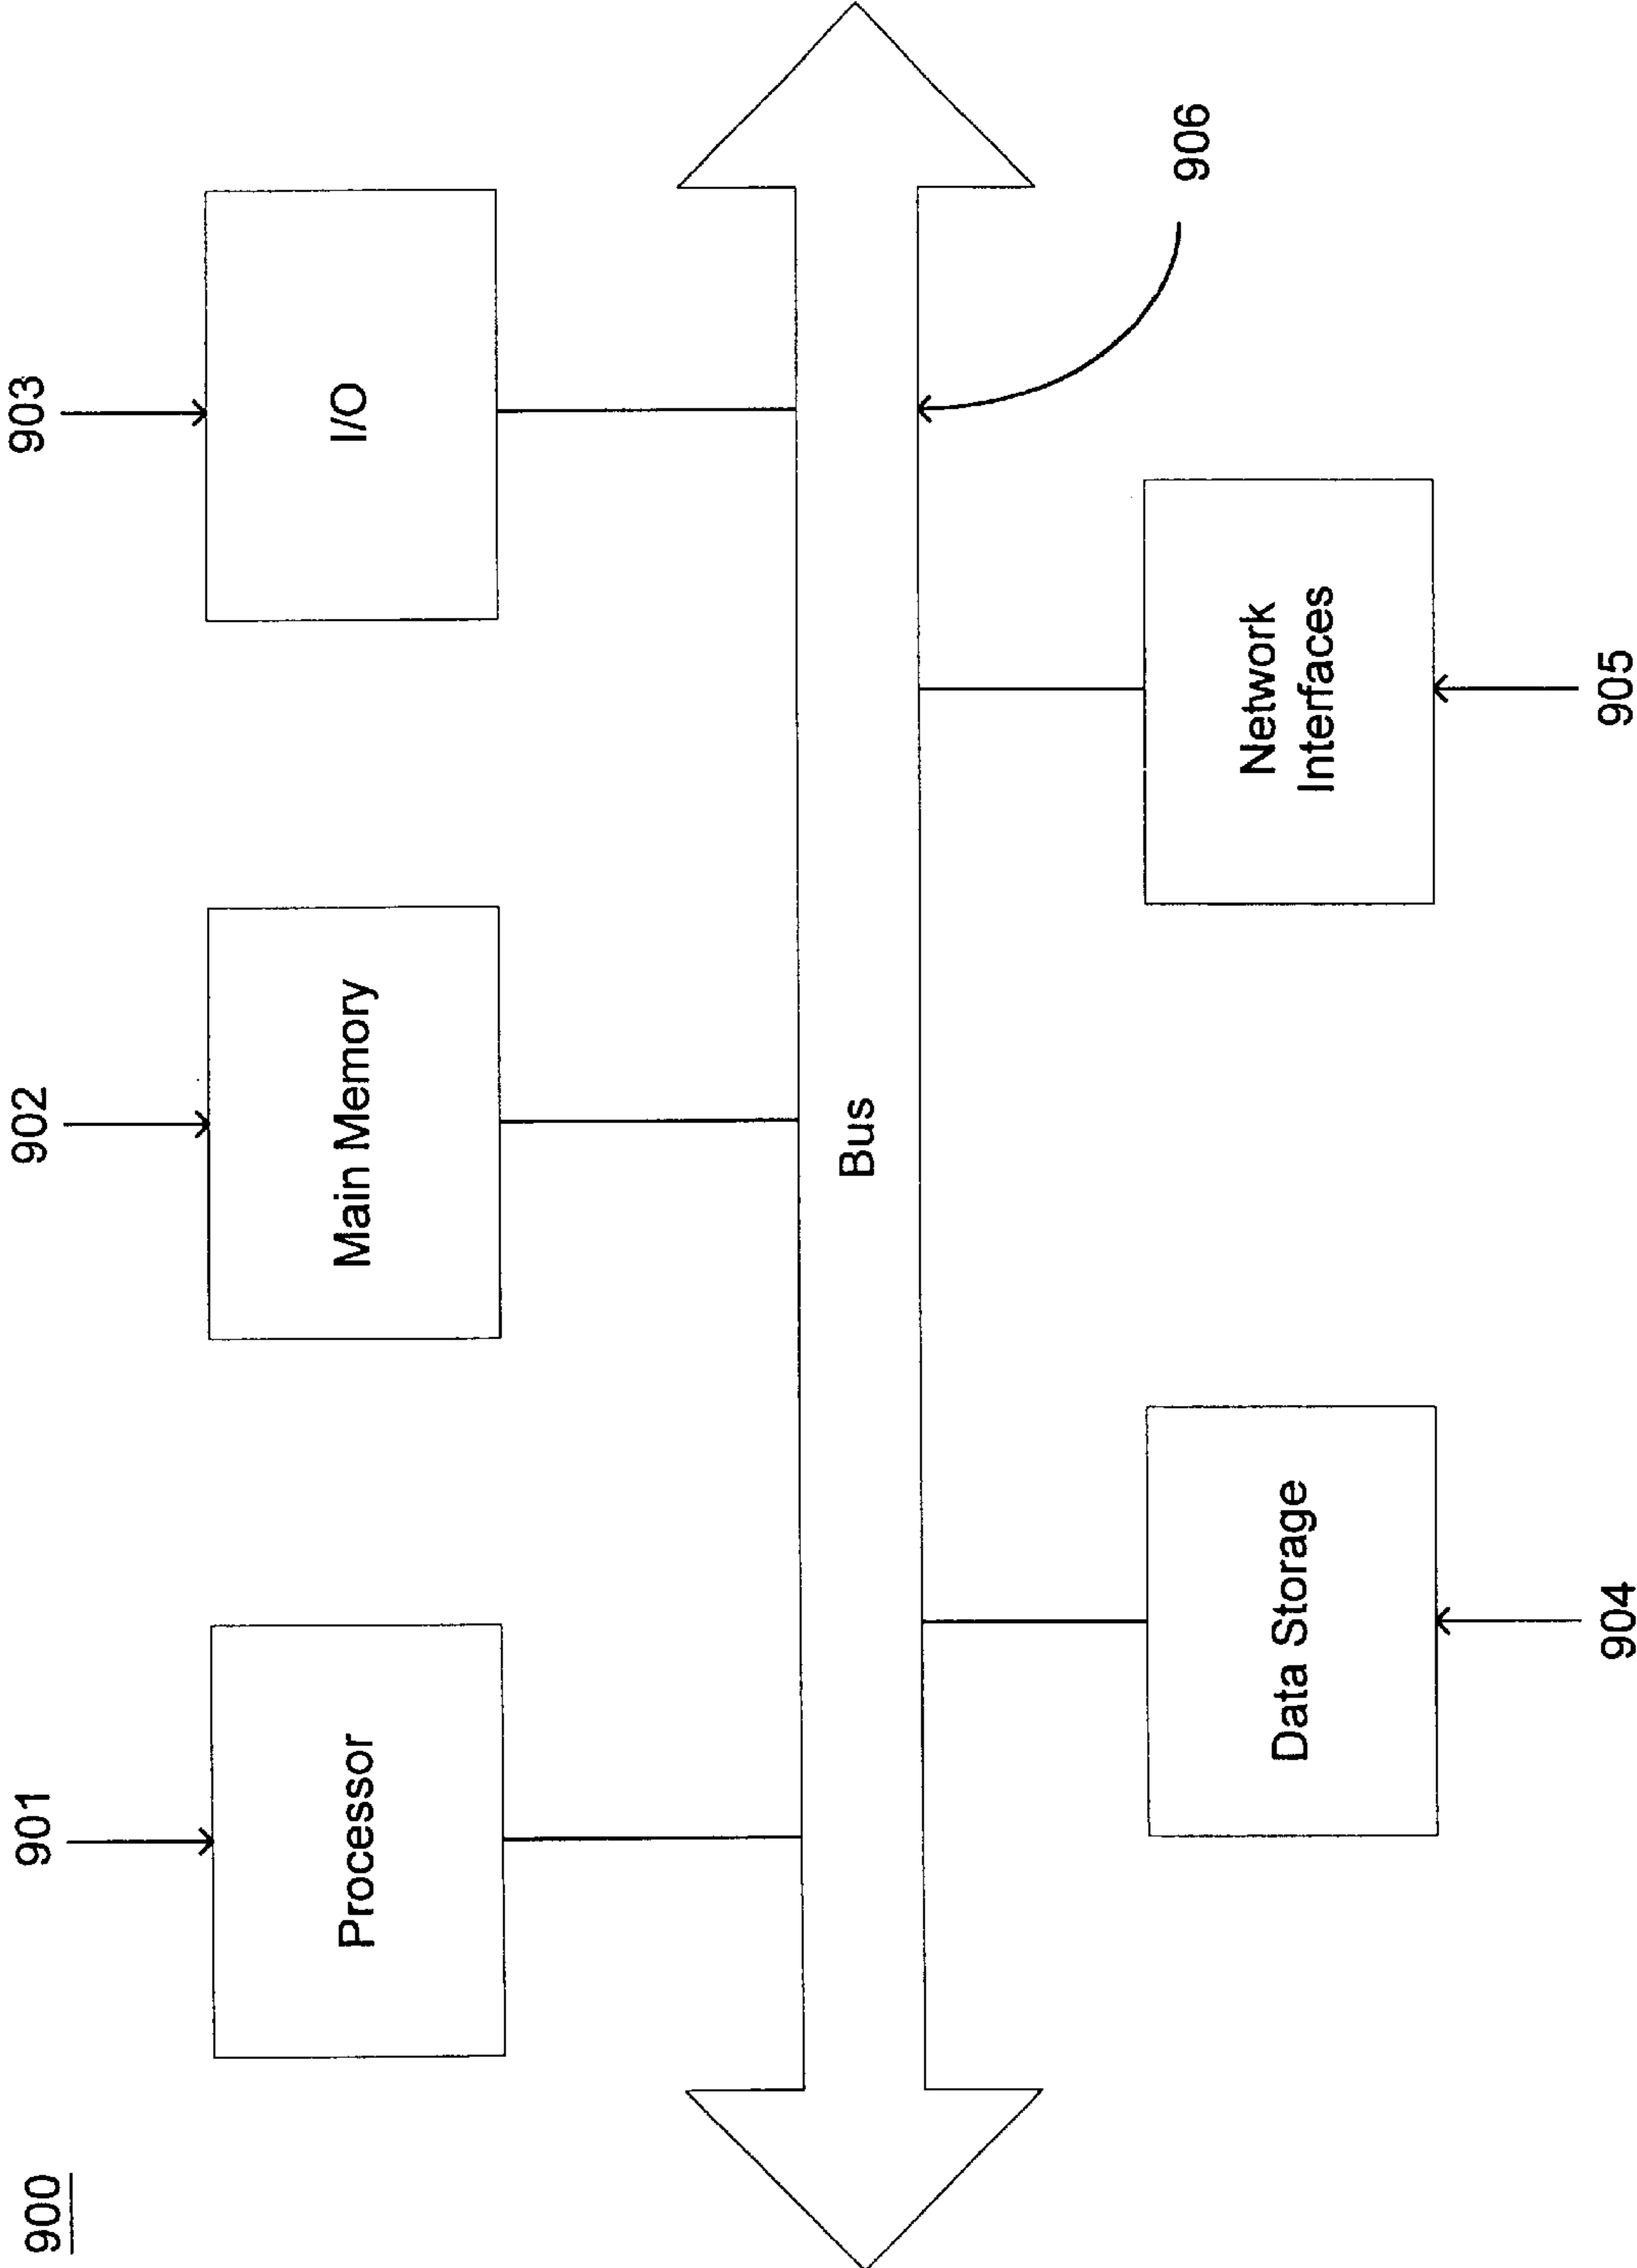 900
901
902
903
Processor
Main Memory
I/O
Bus
906
Data Storage
Network
Interfaces
904
905